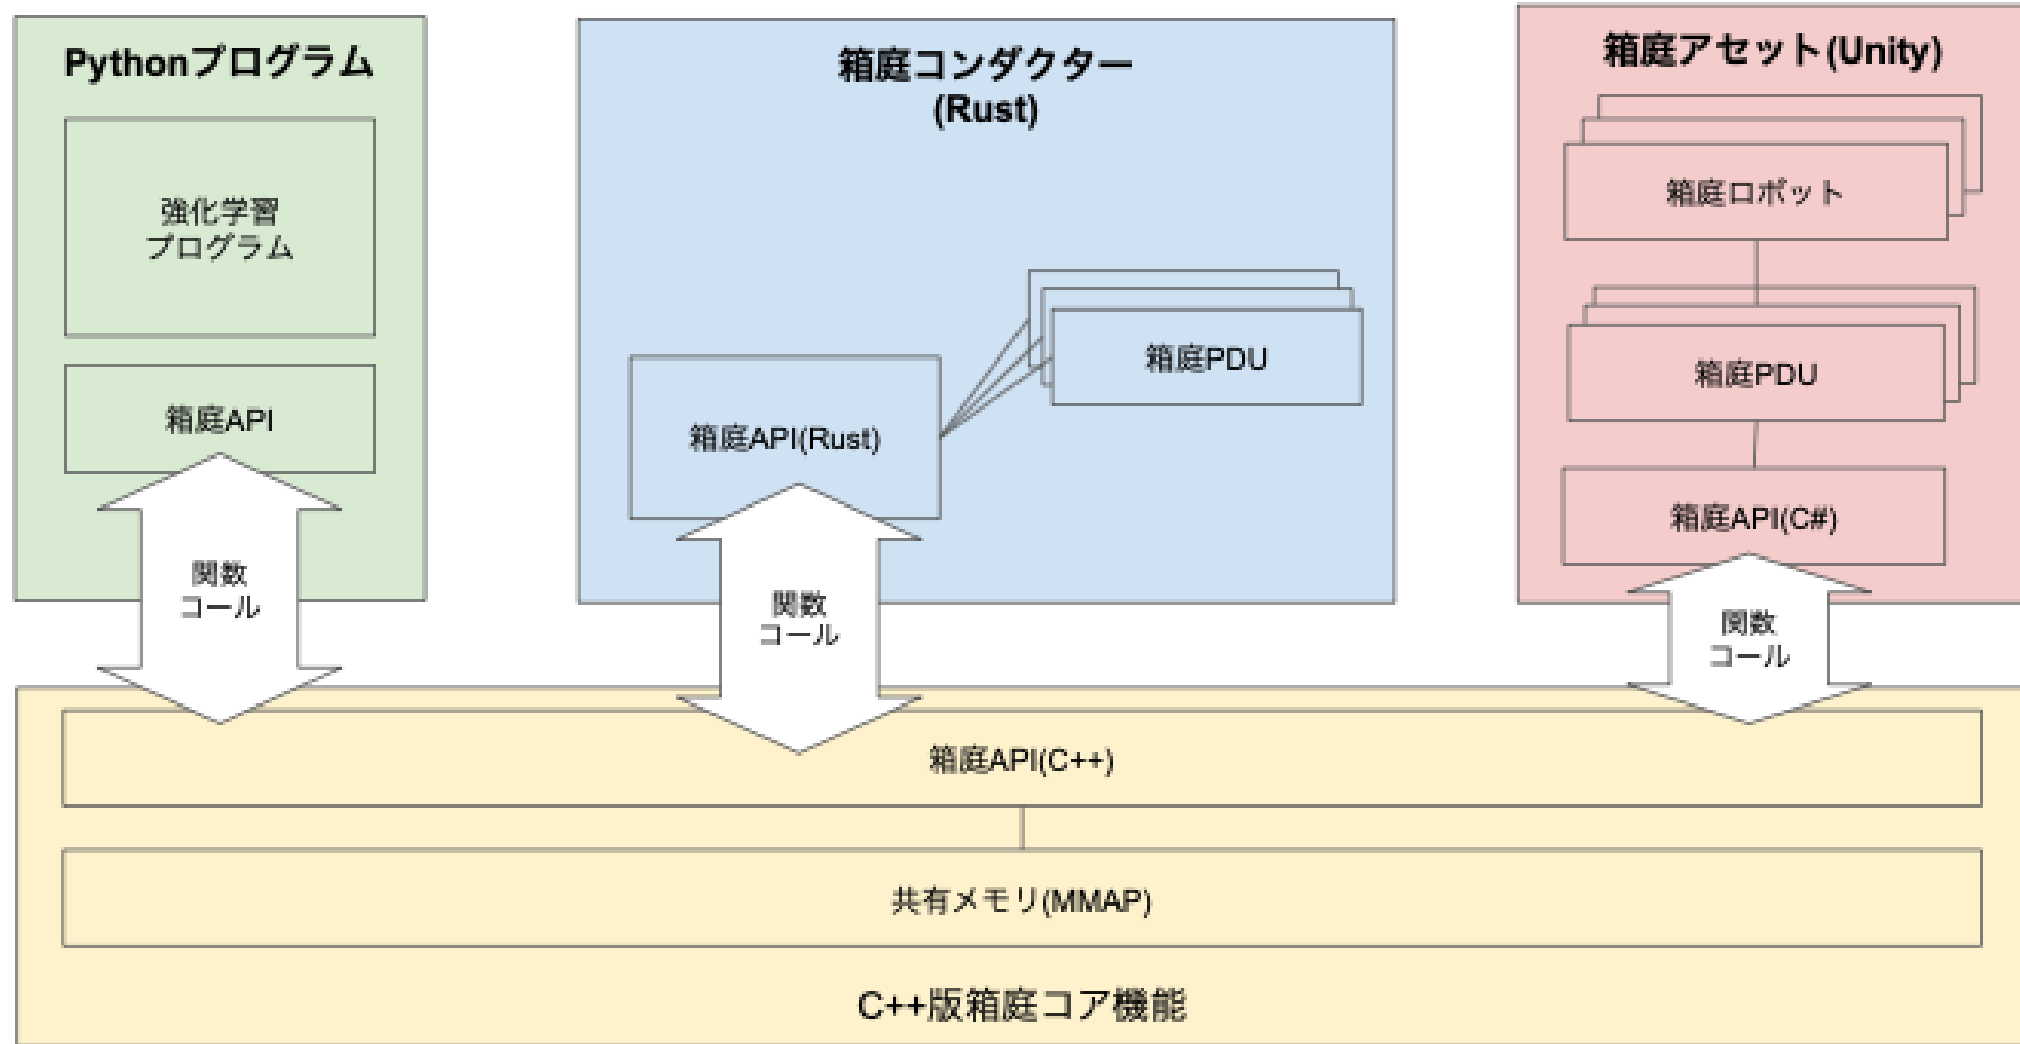 Pythonプログラム
強化学習
プログラム
箱庭API
関数
コール
箱庭コンダクター
(Rust)
箱庭PDU
箱庭API(Rust)
関数
コール
箱庭アセット(Unity)
箱庭ロボット
箱庭PDU
箱庭API(C#)
関数
コール
箱庭API(C++)
共有メモリ(MMAP)
C++版箱庭コア機能